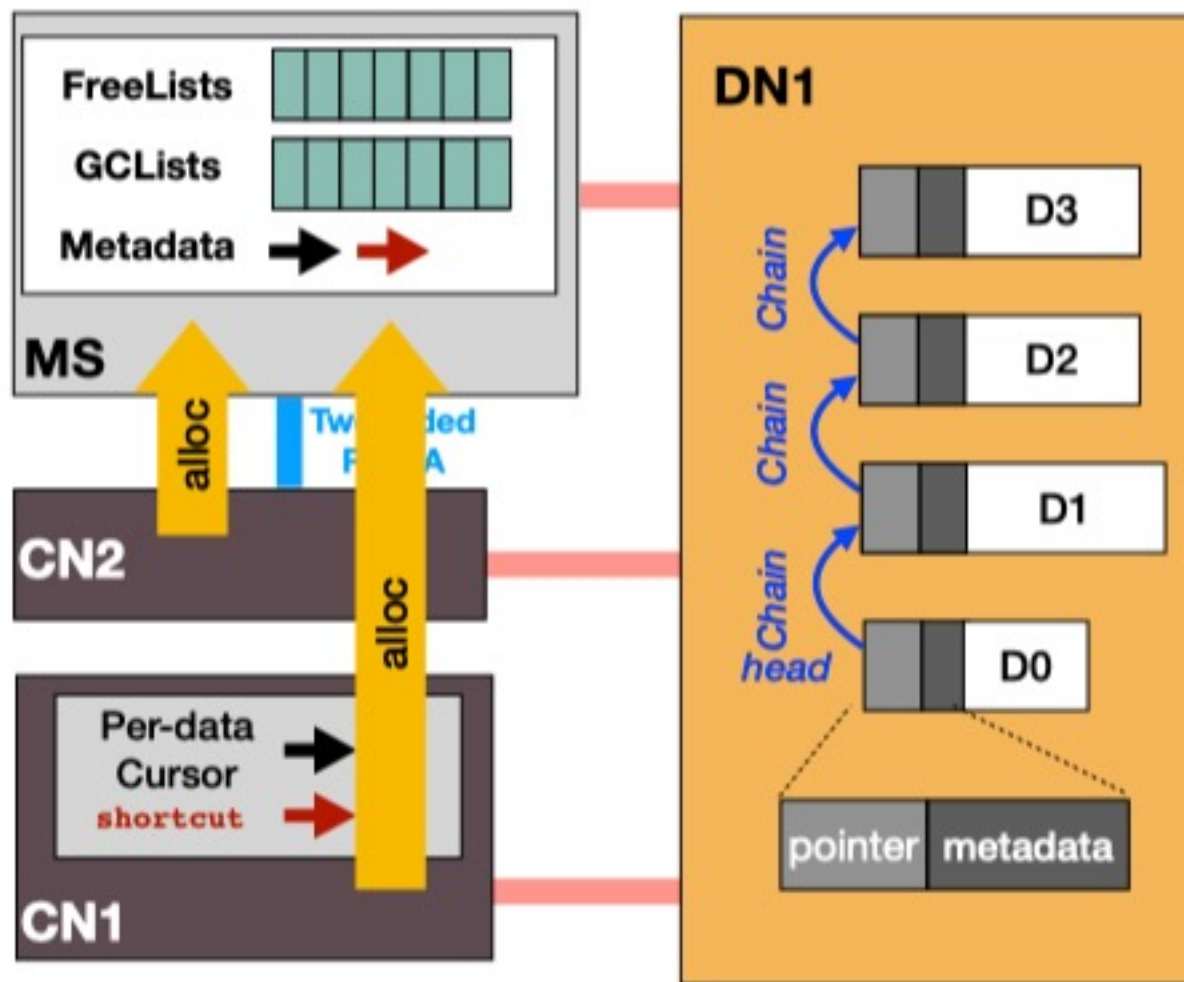 FreeLists
GCLists
Metadata
MS
alloc
CN2
alloc
Per-data
Cursor
shortcut
CN1
DN1
D3
Chain
D2
Chain
D1
Chain
head
D0
pointer
metadata